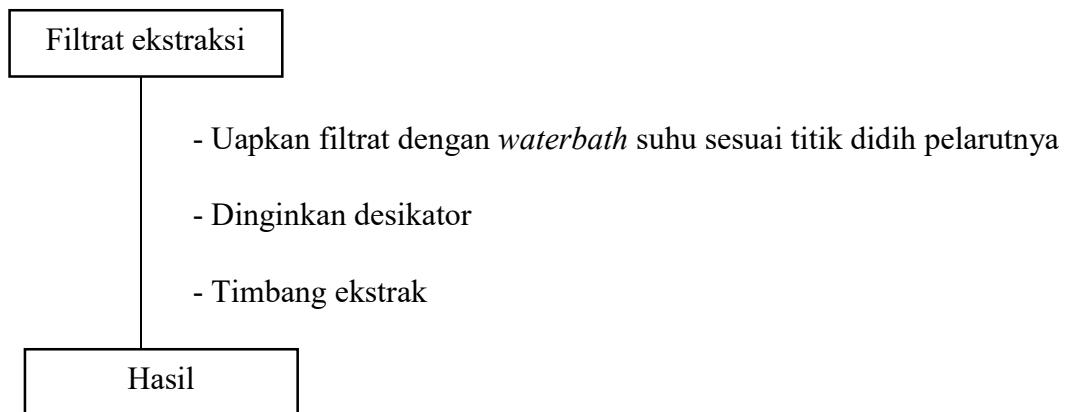 Filtrat ekstraksi
- Uapkan filtrat dengan waterbath suhu sesuai titik didih pelarutnya
- Dinginkan desikator
- Timbang ekstrak
Hasil